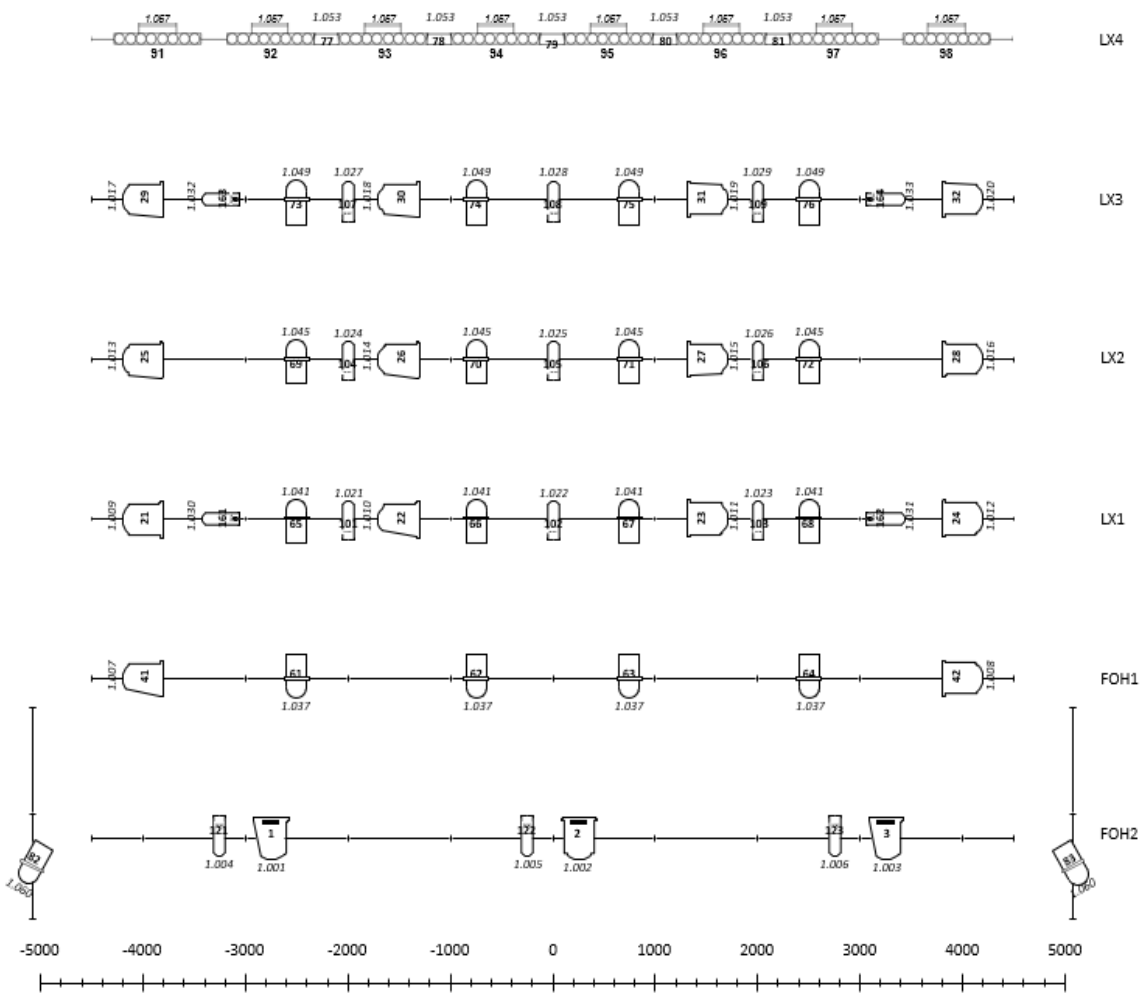 1.067 1.067 1.053 1.067 1.053 1.067 1.053 1.067 1.053 1.067 1.053 1.067 1.067
77 78 79 80 81 LX4
91 92 93 94 95 96 97 98
1.049 1.027 1.049 1.028 1.049 1.029 1.049
1.017 29 1.032 163 73 107 1.018 30 74 108 75 31 1.019 109 76 164 1.033 32 1.020 LX3
1.045 1.024 1.045 1.025 1.045 1.026 1.045
1.013 25 69 104 1.014 26 70 105 71 27 1.015 106 72 28 1.016 LX2
1.041 1.021 1.041 1.022 1.041 1.023 1.041
1.009 21 1.030 161 65 101 1.010 22 66 102 67 23 1.011 103 68 162 1.031 24 1.012 LX1
1.007 41 61 62 63 64 42 1.008 FOH1
1.037 1.037 1.037 1.037
121 1 122 2 123 3 FOH2
1.004 1.001 1.005 1.002 1.006 1.003
82 83
1.060 1.060
-5000 -4000 -3000 -2000 -1000 0 1000 2000 3000 4000 5000